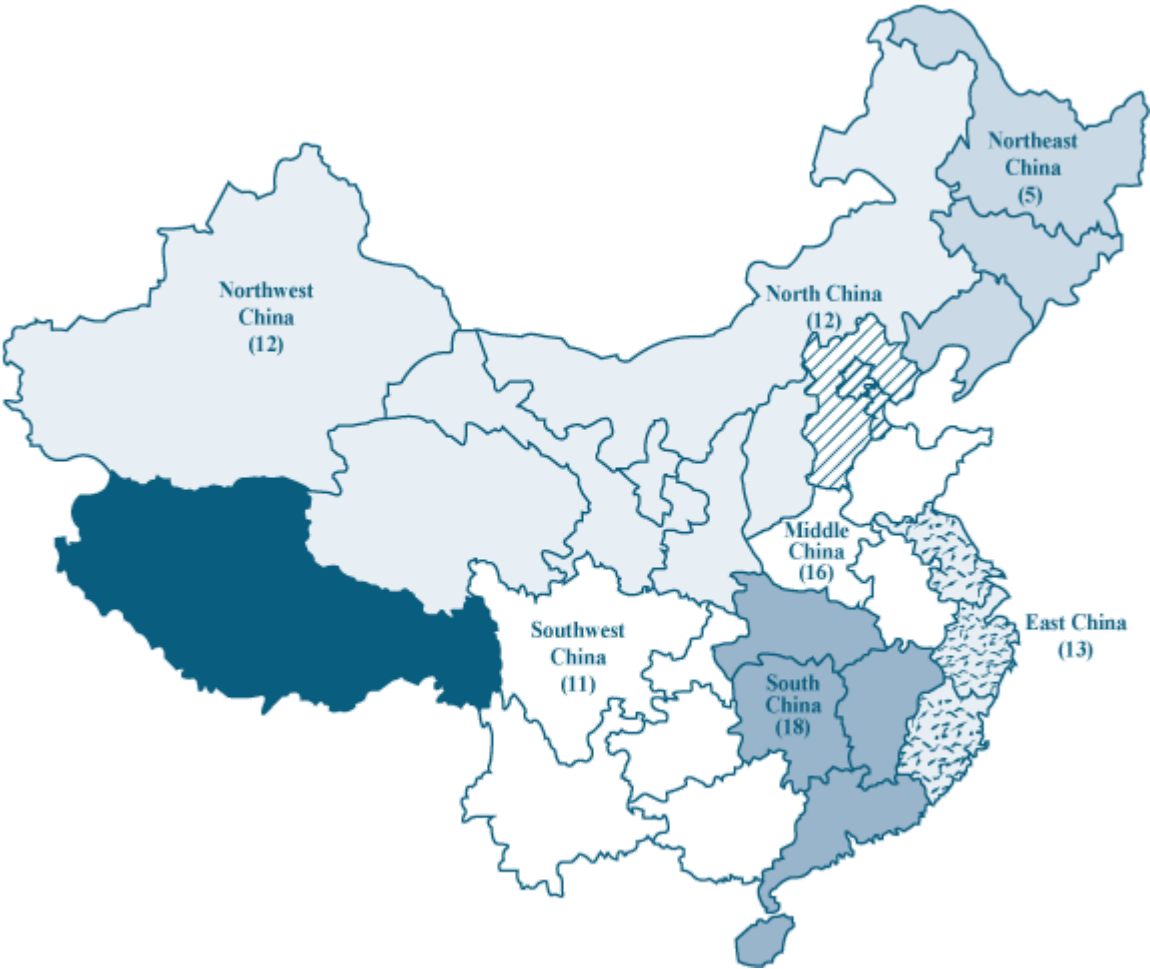 Northeast
China
(5)
Northwest
China
(12)
North China
(12)
Middle
China
(16)
East China
(13)
Southwest
China
(11)
South
China
(18)